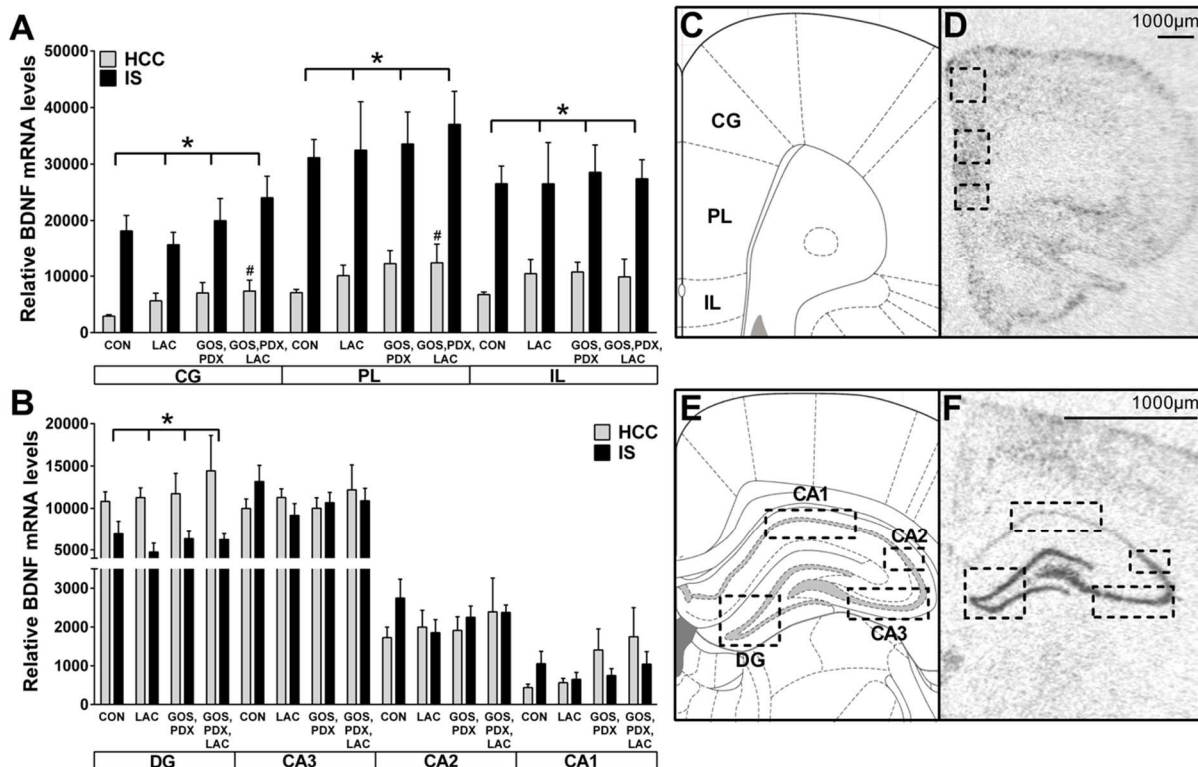 A
Relative BDNF mRNA levels
50000
40000
30000
20000
10000
0
HCC
IS
*
*
*
#
#
CON LAC GOS, PDX GOS,PDX, LAC CON LAC GOS, PDX GOS,PDX, LAC CON LAC GOS, PDX GOS,PDX, LAC
CG PL IL
B
Relative BDNF mRNA levels
20000
15000
10000
5000
3000
2000
1000
0
*
HCC
IS
CON LAC GOS, PDX GOS, PDX, LAC CON LAC GOS, PDX GOS, PDX, LAC CON LAC GOS, PDX GOS, PDX, LAC CON LAC GOS, PDX GOS, PDX, LAC
DG CA3 CA2 CA1
C
CG
PL
IL
D
1000µm
E
CA1
CA2
CA3
DG
F
1000µm